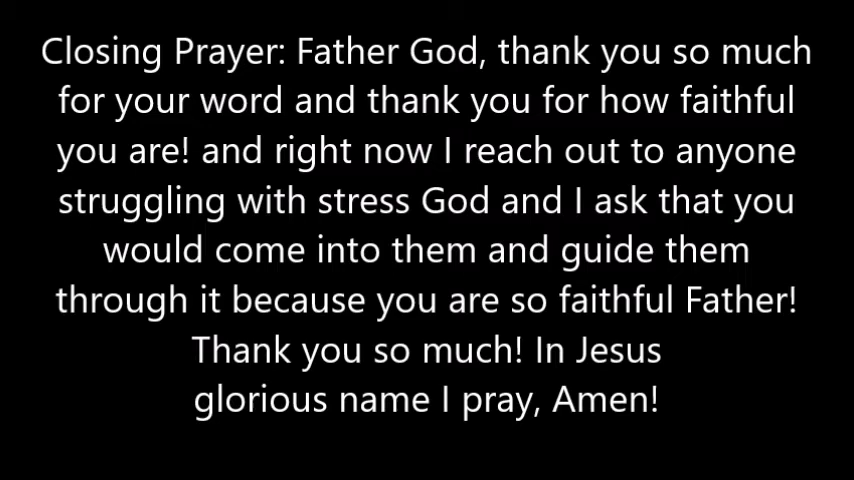 Closing Prayer: Father God, thank you so much
for your word and thank you for how faithful
you are! and right now I reach out to anyone
struggling with stress God and I ask that you
would come into them and guide them
through it because you are so faithful Father!
Thank you so much! In Jesus
glorious name I pray, Amen!